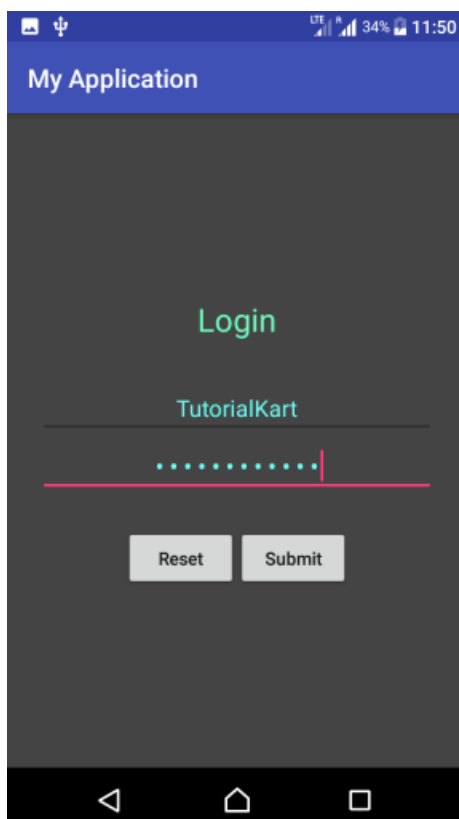 LTE R 34% 11:50
My Application
Login
TutorialKart
••••••••••••
Reset Submit